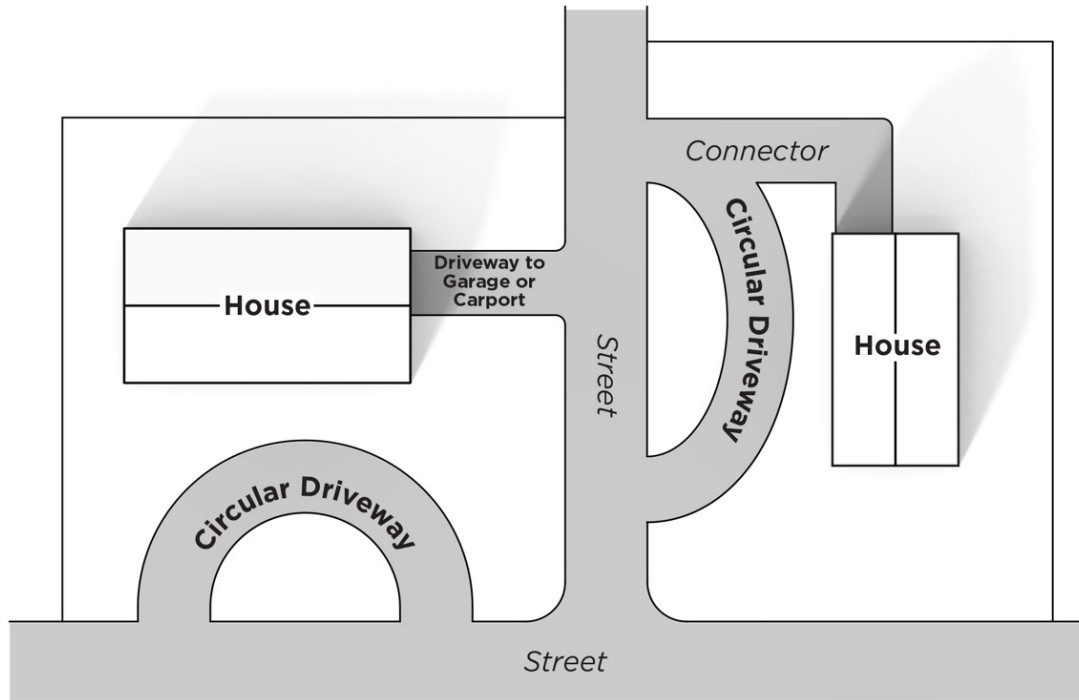 Connector
Circular Driveway
Driveway to
Garage or
Carport
House
Street
House
Circular Driveway
Street